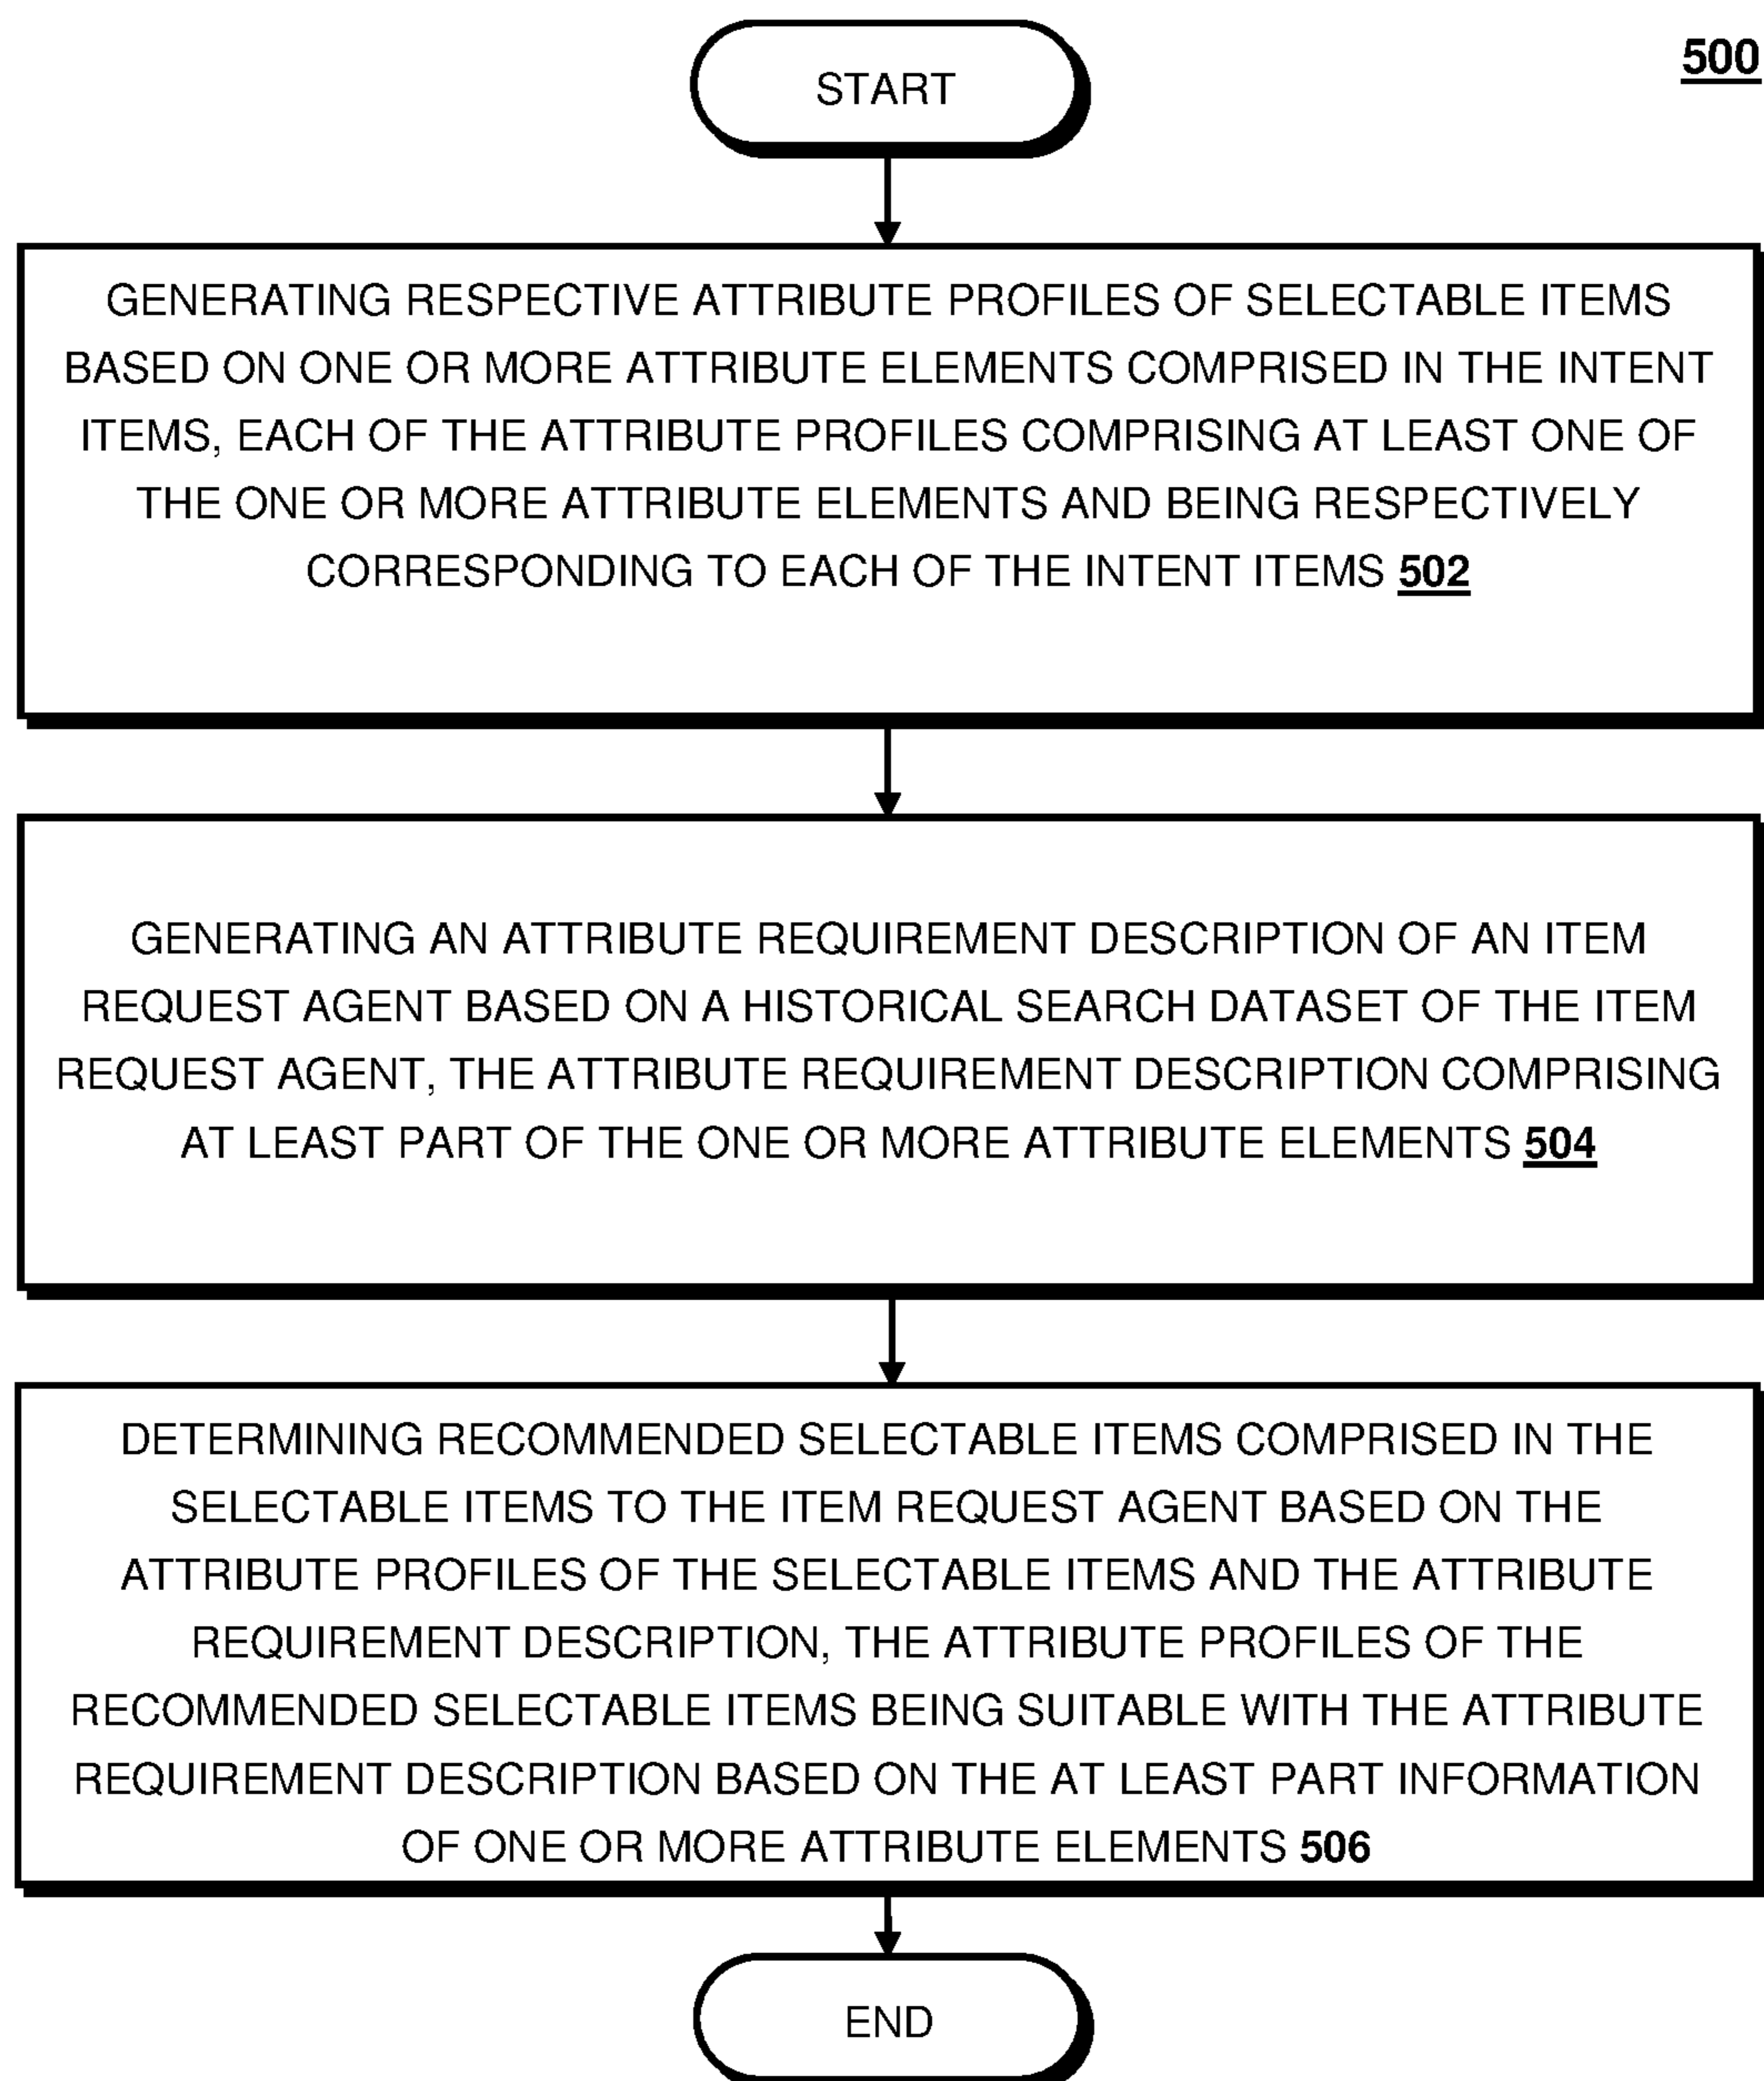 500
START
GENERATING RESPECTIVE ATTRIBUTE PROFILES OF SELECTABLE ITEMS
BASED ON ONE OR MORE ATTRIBUTE ELEMENTS COMPRISED IN THE INTENT
ITEMS, EACH OF THE ATTRIBUTE PROFILES COMPRISING AT LEAST ONE OF
THE ONE OR MORE ATTRIBUTE ELEMENTS AND BEING RESPECTIVELY
CORRESPONDING TO EACH OF THE INTENT ITEMS 502
GENERATING AN ATTRIBUTE REQUIREMENT DESCRIPTION OF AN ITEM
REQUEST AGENT BASED ON A HISTORICAL SEARCH DATASET OF THE ITEM
REQUEST AGENT, THE ATTRIBUTE REQUIREMENT DESCRIPTION COMPRISING
AT LEAST PART OF THE ONE OR MORE ATTRIBUTE ELEMENTS 504
DETERMINING RECOMMENDED SELECTABLE ITEMS COMPRISED IN THE
SELECTABLE ITEMS TO THE ITEM REQUEST AGENT BASED ON THE
ATTRIBUTE PROFILES OF THE SELECTABLE ITEMS AND THE ATTRIBUTE
REQUIREMENT DESCRIPTION, THE ATTRIBUTE PROFILES OF THE
RECOMMENDED SELECTABLE ITEMS BEING SUITABLE WITH THE ATTRIBUTE
REQUIREMENT DESCRIPTION BASED ON THE AT LEAST PART INFORMATION
OF ONE OR MORE ATTRIBUTE ELEMENTS 506
END